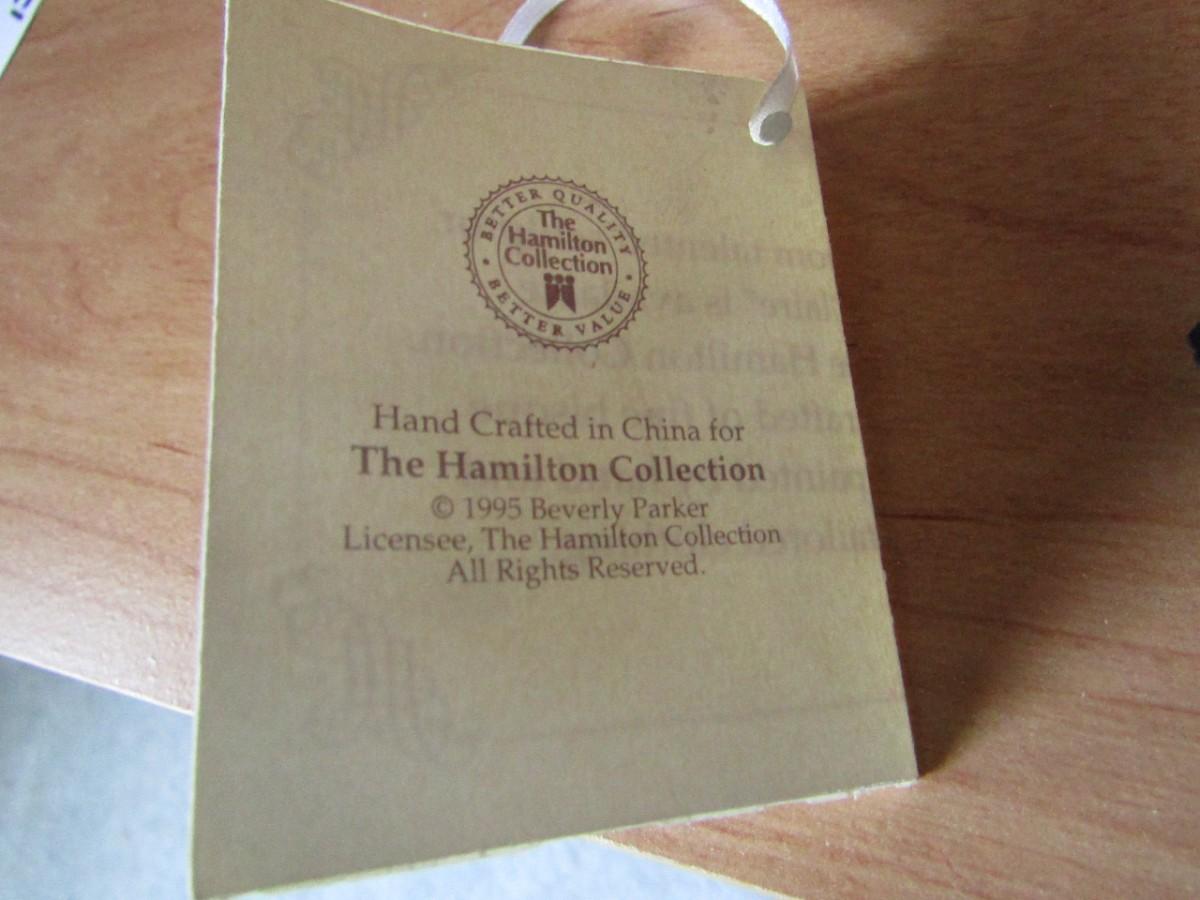 BETTER QUALITY
The
Hamilton
Collection
BETTER VALUE
Hand Crafted in China for
The Hamilton Collection
© 1995 Beverly Parker
Licensee, The Hamilton Collection
All Rights Reserved.